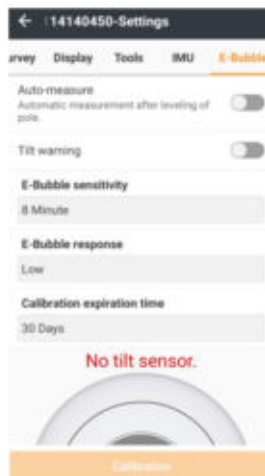 14140450-Settings
Display Tools IMU E-Bubble
Auto-measure
Automatic measurement after leveling of
pole.
Tilt warning
E-Bubble sensitivity
8 Minute
E-Bubble response
Low
Calibration expiration time
30 Days
No tilt sensor.
Calibration